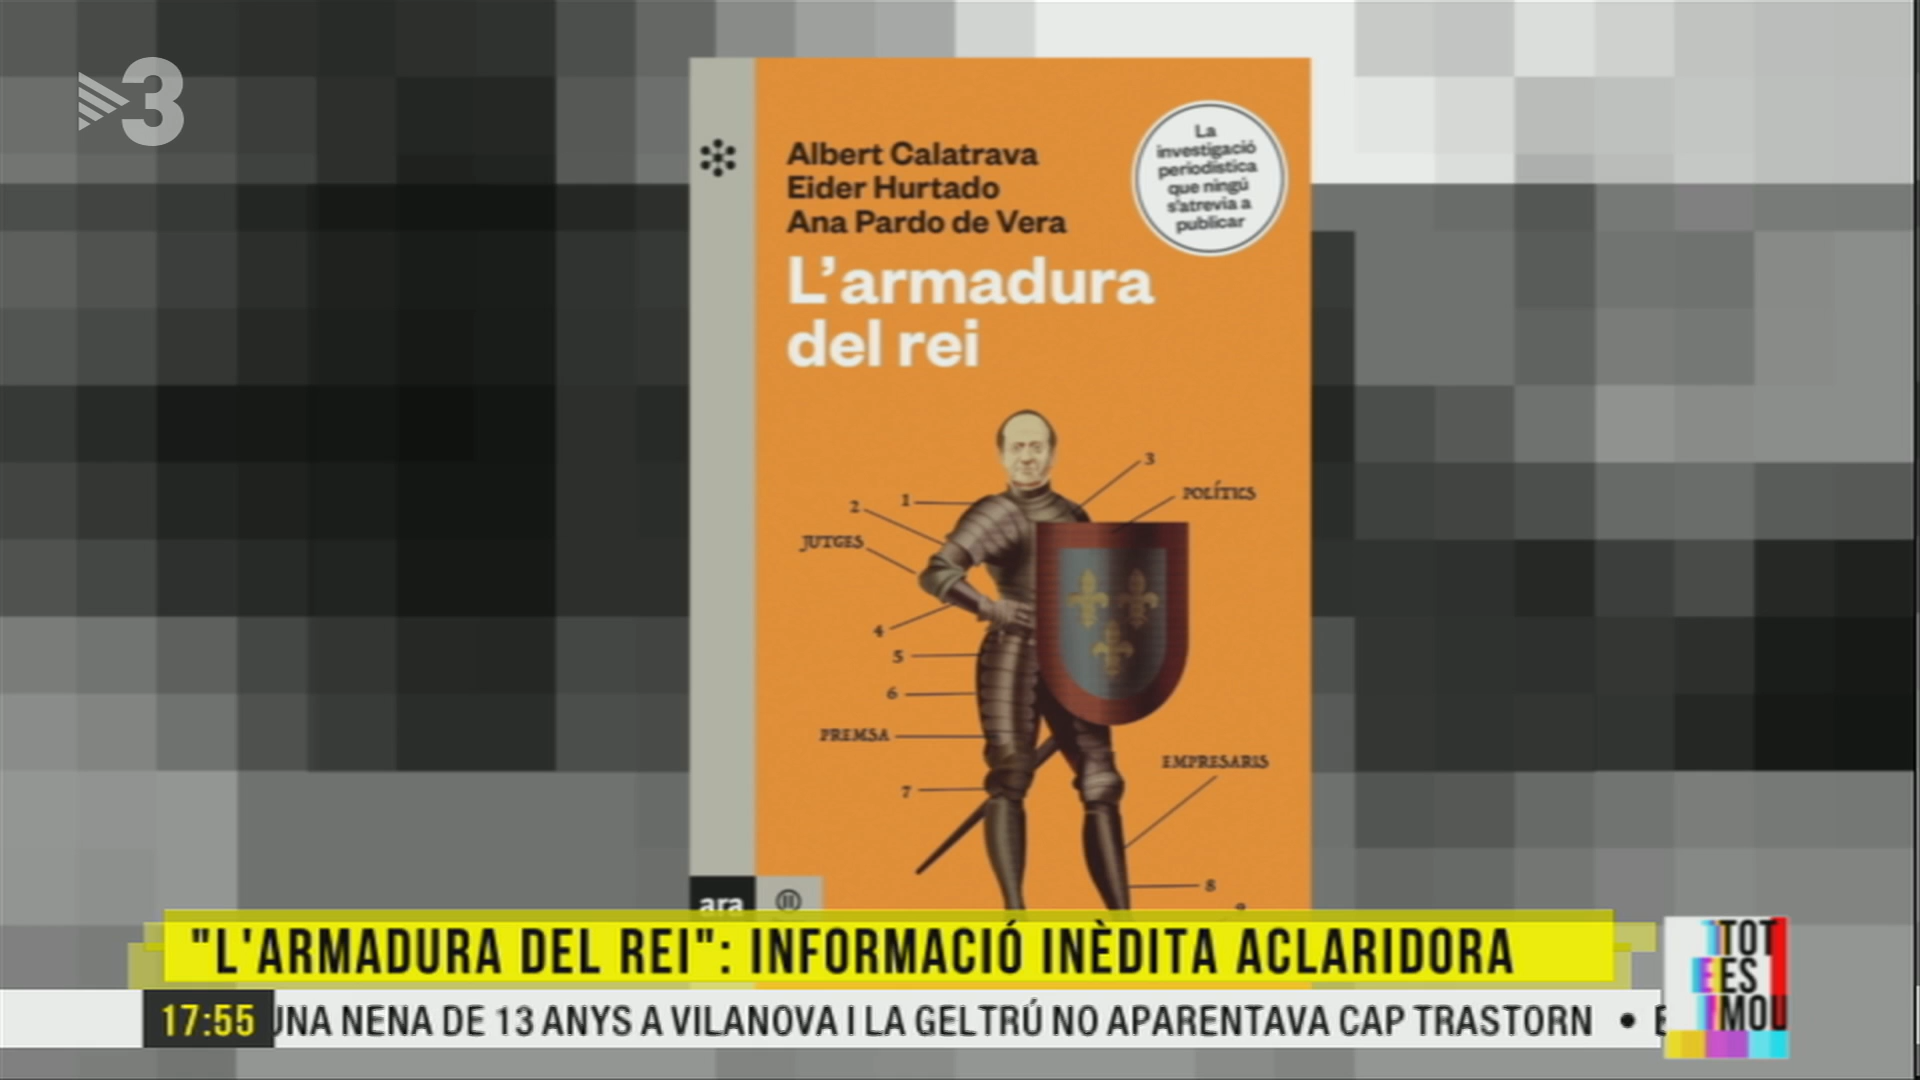 3
Albert Calatrava
Eider Hurtado
Ana Pardo de Vera
La
investigació
periodística
que ningú
s'atrevia a
publicar
L'armadura
del rei
3
1
POLÍTICS
2
JUTGES
4
5
6
PREMSA
EMPRESARIS
7
8
9
ara
"L'ARMADURA DEL REI": INFORMACIÓ INÈDITA ACLARIDORA
TOT
ES
MOU
17:55 UNA NENA DE 13 ANYS A VILANOVA I LA GELTRÚ NO APARENTAVA CAP TRASTORN •